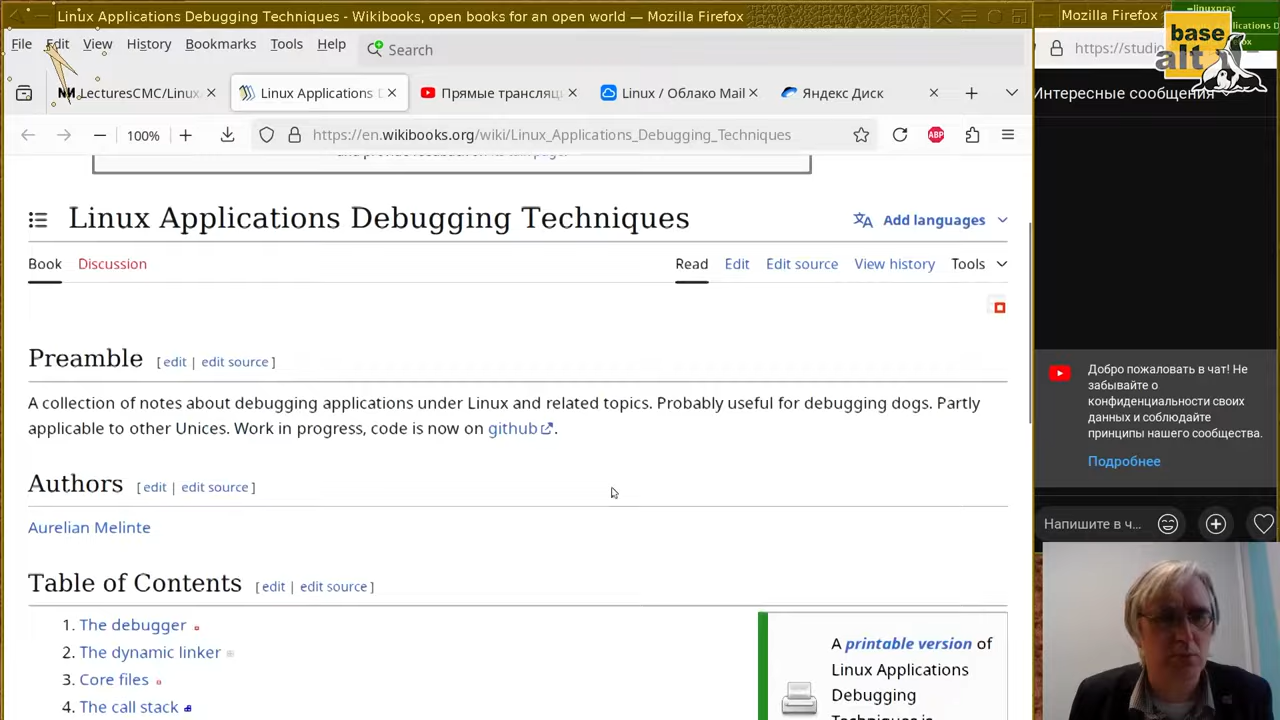 Linux Applications Debugging Techniques - Wikibooks, open books for an open world — Mozilla Firefox
Mozilla Firefox
linuxprac
base
alt
File Edit View History Bookmarks Tools Help Search
https://studio
LecturesCMC/Linux
Linux Applications D
Прямые трансляц
Linux / Облако Mail
Яндекс Диск
Интересные сообщения
100%
https://en.wikibooks.org/wiki/Linux_Applications_Debugging_Techniques
ABP
Linux Applications Debugging Techniques
Add languages
Book Discussion Read Edit Edit source View history Tools
Preamble [ edit | edit source ]
A collection of notes about debugging applications under Linux and related topics. Probably useful for debugging dogs. Partly
applicable to other Unices. Work in progress, code is now on github.
Authors [ edit | edit source ]
Aurelian Melinte
Table of Contents [ edit | edit source ]
1. The debugger
2. The dynamic linker
3. Core files
4. The call stack
A printable version of
Linux Applications
Debugging
Добро пожаловать в чат! Не
забывайте о
конфиденциальности своих
данных и соблюдайте
принципы нашего сообщества.
Подробнее
Напишите в ч...